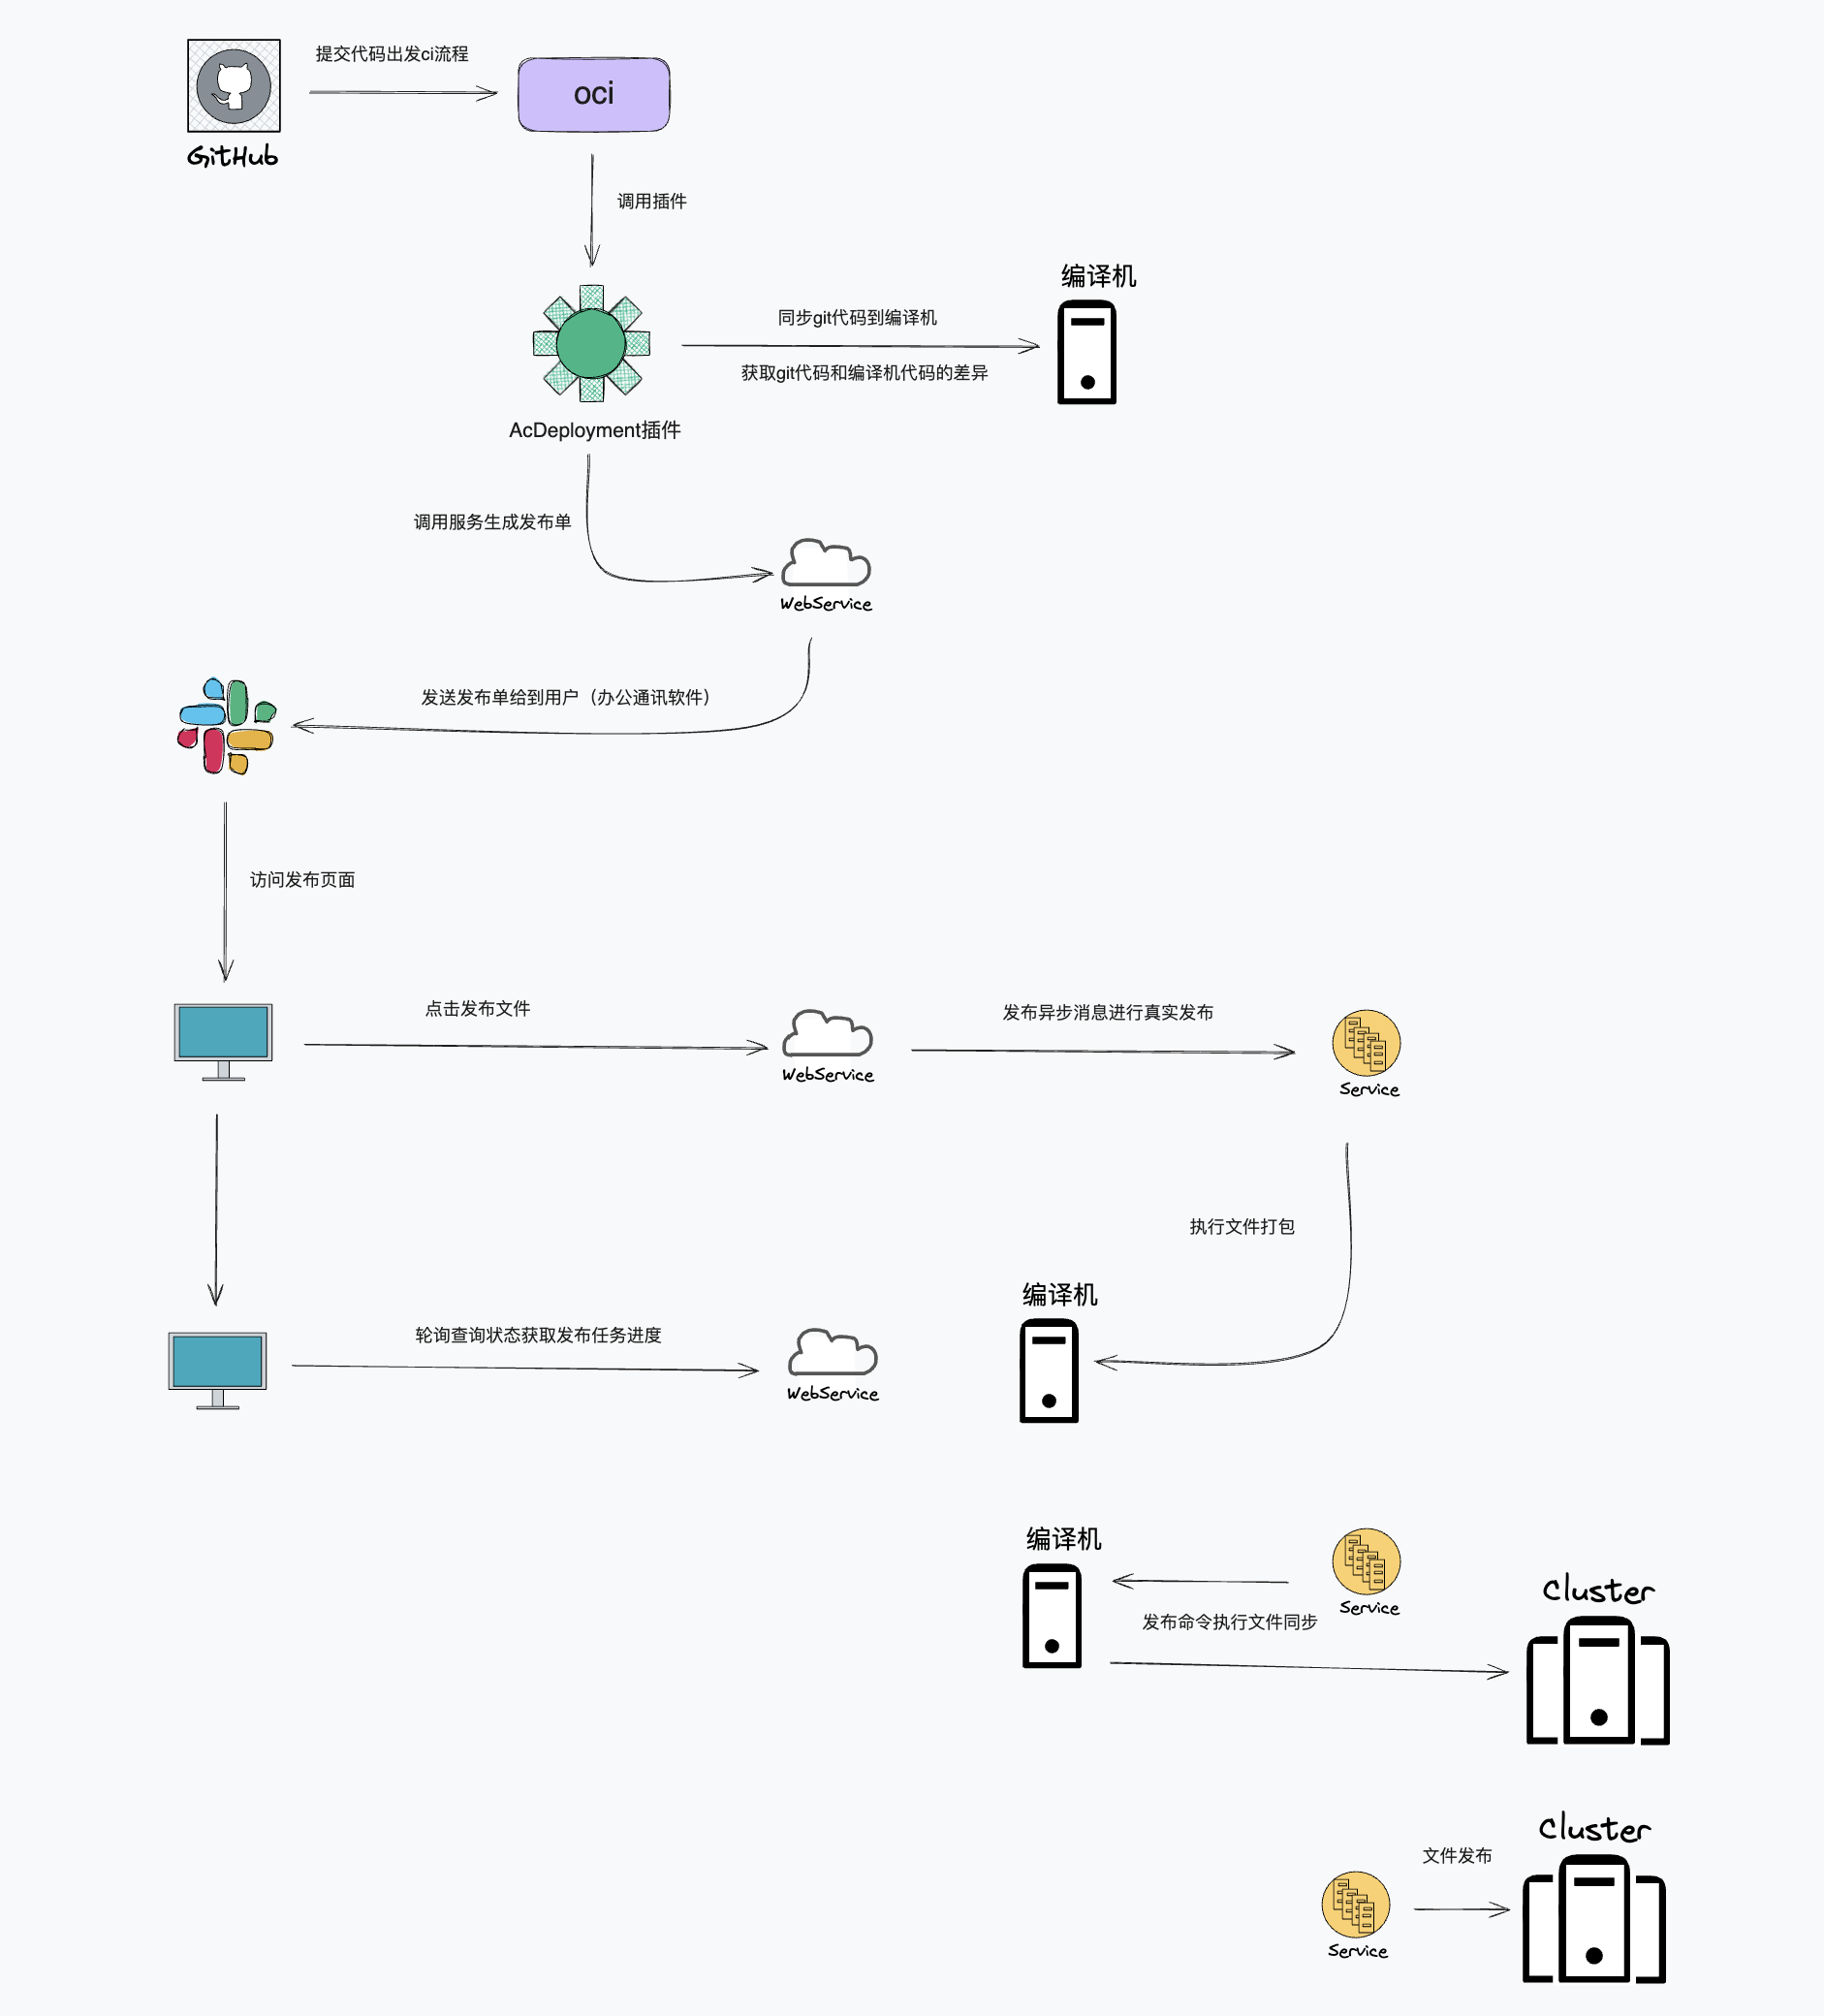 提交代码出发ci流程
oci
GitHub
调用插件
编译机
同步git代码到编译机
获取git代码和编译机代码的差异
AcDeployment插件
调用服务生成发布单
WebService
发送发布单给到用户（办公通讯软件）
访问发布页面
点击发布文件
发布异步消息进行真实发布
WebService
Service
执行文件打包
编译机
轮询查询状态获取发布任务进度
WebService
编译机
Service
Cluster
发布命令执行文件同步
Cluster
文件发布
Service